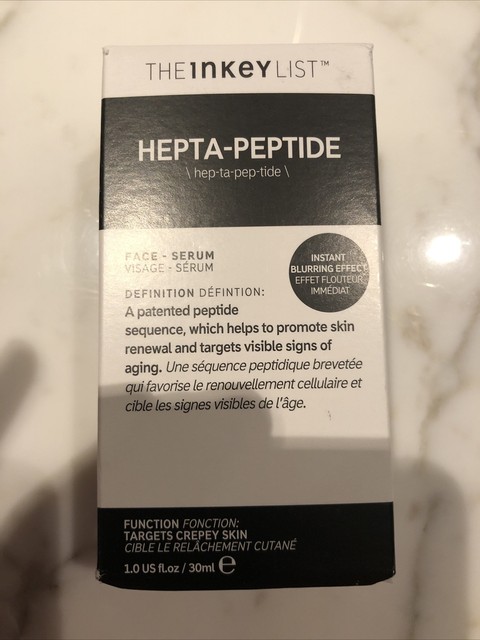 THE INKEY LIST™
HEPTA-PEPTIDE
\ hep-ta-pep-tide \
FACE - SERUM
VISAGE - SÉRUM
INSTANT
BLURRING EFFECT
EFFET FLOUTEUR
IMMÉDIAT
DEFINITION DÉFINTION:
A patented peptide
sequence, which helps to promote skin
renewal and targets visible signs of
aging. Une séquence peptidique brevetée
qui favorise le renouvellement cellulaire et
cible les signes visibles de l'âge.
FUNCTION FONCTION:
TARGETS CREPEY SKIN
CIBLE LE RELÂCHEMENT CUTANÉ
1.0 US fl.oz / 30ml ℮